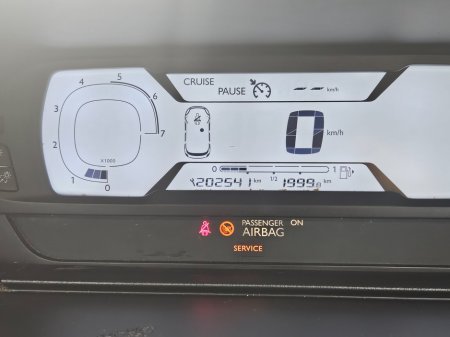 CRUISE
PAUSE -- km/h
5
4
6
3
7
2
X1000
1 0
0 km/h
0 1/2 1
202541 km 1999.8 km
PASSENGER ON
AIRBAG
SERVICE